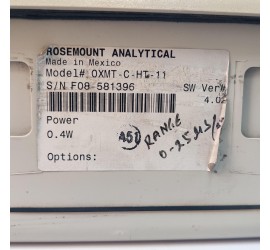 ROSEMOUNT ANALYTICAL
Made in Mexico
Model#: OXMT-C-HT-11
S/N F08-581396
SW Ver#
4.02
Power
0.4W
RANGE
Options: